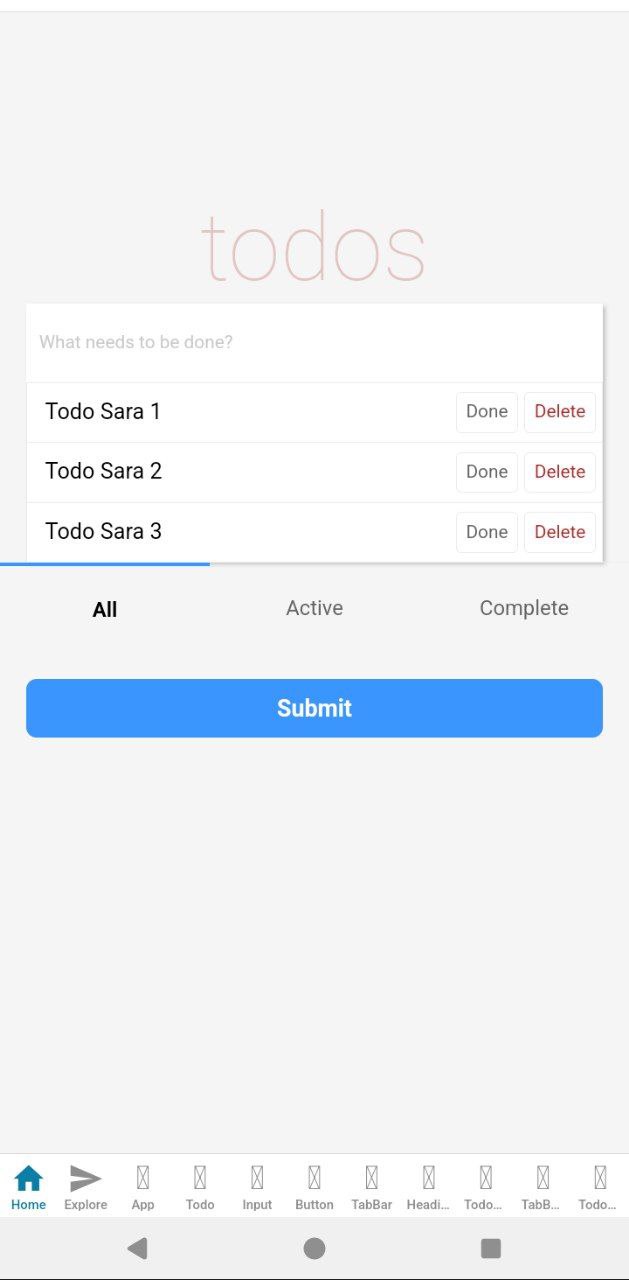 todos
What needs to be done?
Todo Sara 1 Done Delete
Todo Sara 2 Done Delete
Todo Sara 3 Done Delete
All Active Complete
Submit
Home Explore App Todo Input Button TabBar Headi... Todo... TabB... Todo...